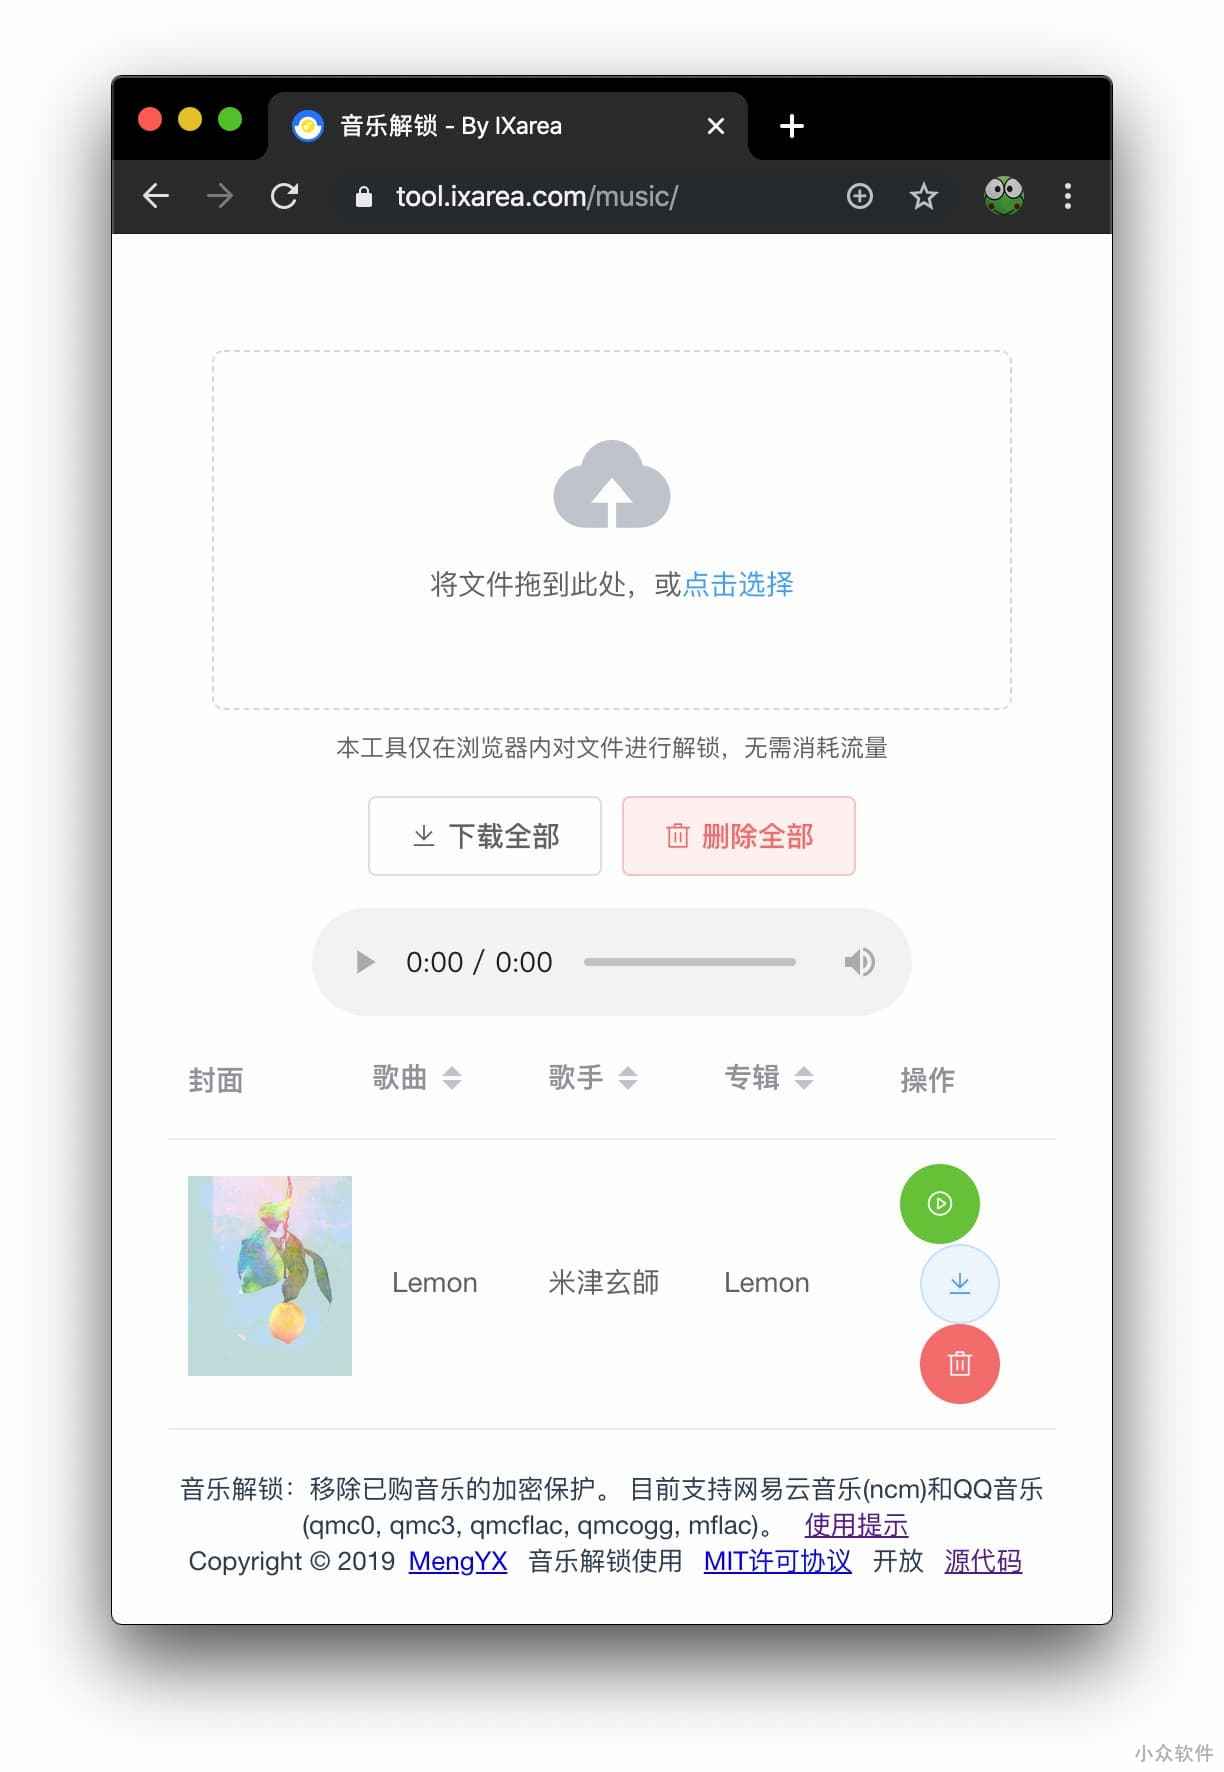 音乐解锁 - By IXarea
tool.ixarea.com/music/
将文件拖到此处，或点击选择
本工具仅在浏览器内对文件进行解锁，无需消耗流量
下载全部 删除全部
0:00 / 0:00
封面 歌曲 歌手 专辑 操作
Lemon 米津玄師 Lemon
音乐解锁：移除已购音乐的加密保护。 目前支持网易云音乐(ncm)和QQ音乐
(qmc0, qmc3, qmcflac, qmcogg, mflac)。 使用提示
Copyright © 2019 MengYX 音乐解锁使用 MIT许可协议 开放 源代码
小众软件